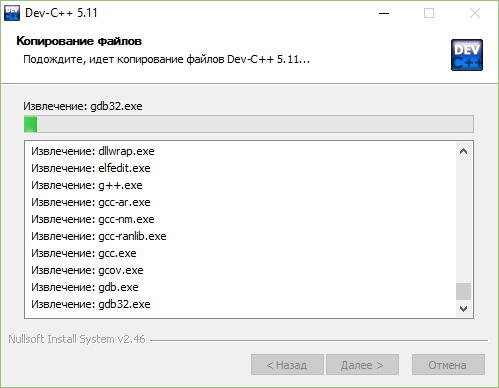 Dev-C++ 5.11
Копирование файлов
Подождите, идет копирование файлов Dev-C++ 5.11...
DEV
C++
Извлечение: gdb32.exe
Извлечение: dllwrap.exe
Извлечение: elfedit.exe
Извлечение: g++.exe
Извлечение: gcc-ar.exe
Извлечение: gcc-nm.exe
Извлечение: gcc-ranlib.exe
Извлечение: gcc.exe
Извлечение: gcov.exe
Извлечение: gdb.exe
Извлечение: gdb32.exe
Nullsoft Install System v2.46
< Назад Далее > Отмена